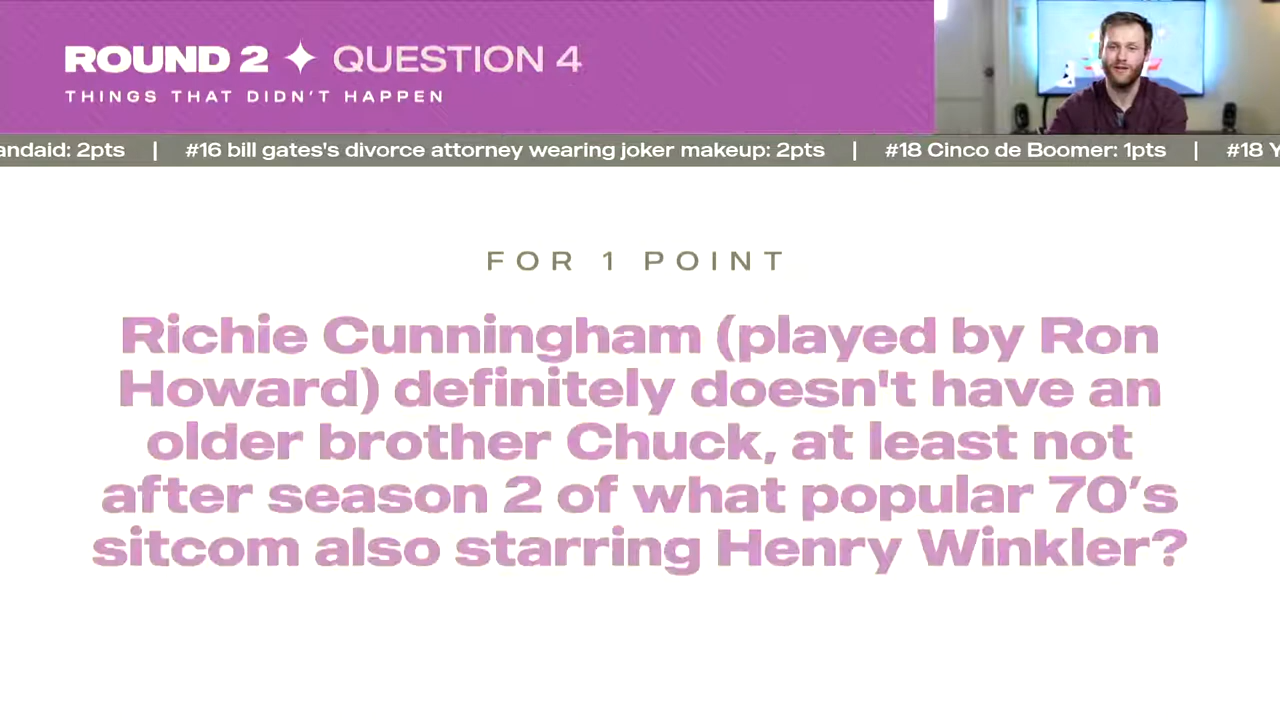 ROUND 2 ✦ QUESTION 4
THINGS THAT DIDN'T HAPPEN
andaid: 2pts | #16 bill gates's divorce attorney wearing joker makeup: 2pts | #18 Cinco de Boomer: 1pts | #18 Y
FOR 1 POINT
Richie Cunningham (played by Ron
Howard) definitely doesn't have an
older brother Chuck, at least not
after season 2 of what popular 70’s
sitcom also starring Henry Winkler?